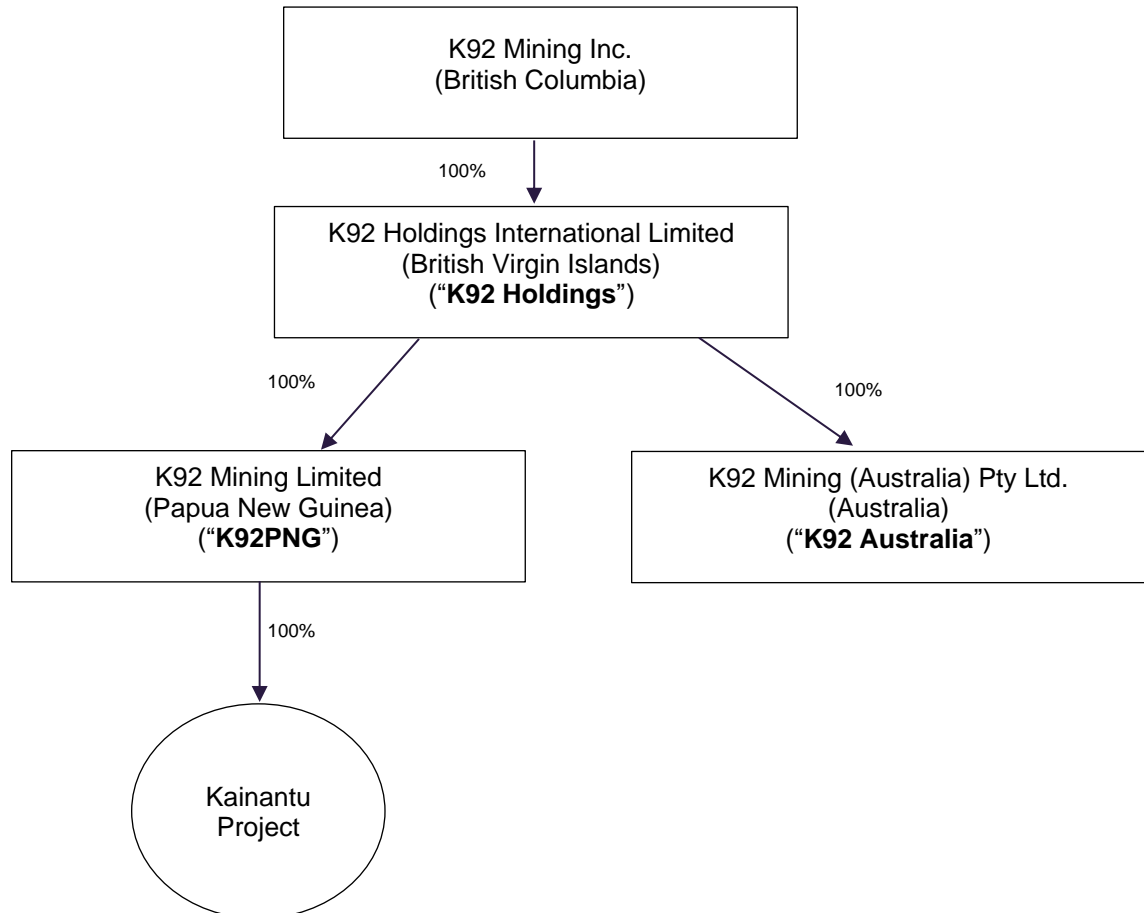 K92 Mining Inc.
(British Columbia)
100%
K92 Holdings International Limited
(British Virgin Islands)
(“K92 Holdings”)
100%
100%
K92 Mining Limited
(Papua New Guinea)
(“K92PNG”)
K92 Mining (Australia) Pty Ltd.
(Australia)
(“K92 Australia”)
100%
Kainantu
Project